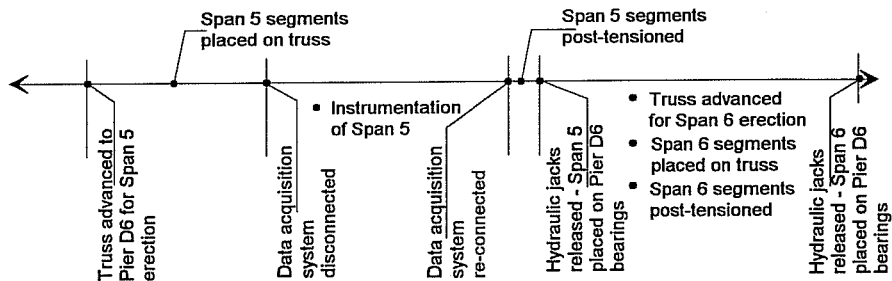 Span 5 segments
placed on truss
Span 5 segments
post-tensioned
• Instrumentation
of Span 5
• Truss advanced
for Span 6 erection
• Span 6 segments
placed on truss
• Span 6 segments
post-tensioned
Truss advanced to
Pier D6 for Span 5
erection
Data acquisition
system
disconnected
Data acquisition
system
re-connected
Hydraulic jacks
released - Span 5
placed on Pier D6
bearings
Hydraulic jacks
released - Span 6
placed on Pier D6
bearings